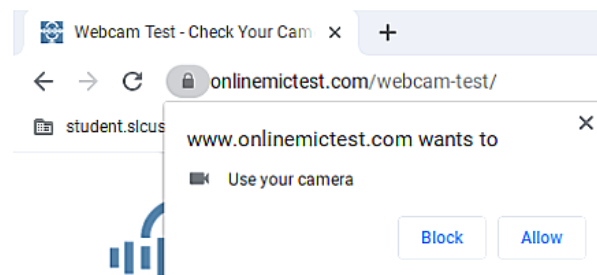 Webcam Test - Check Your Cam
onlinemictest.com/webcam-test/
student.slcus
www.onlinemictest.com wants to
Use your camera
Block Allow